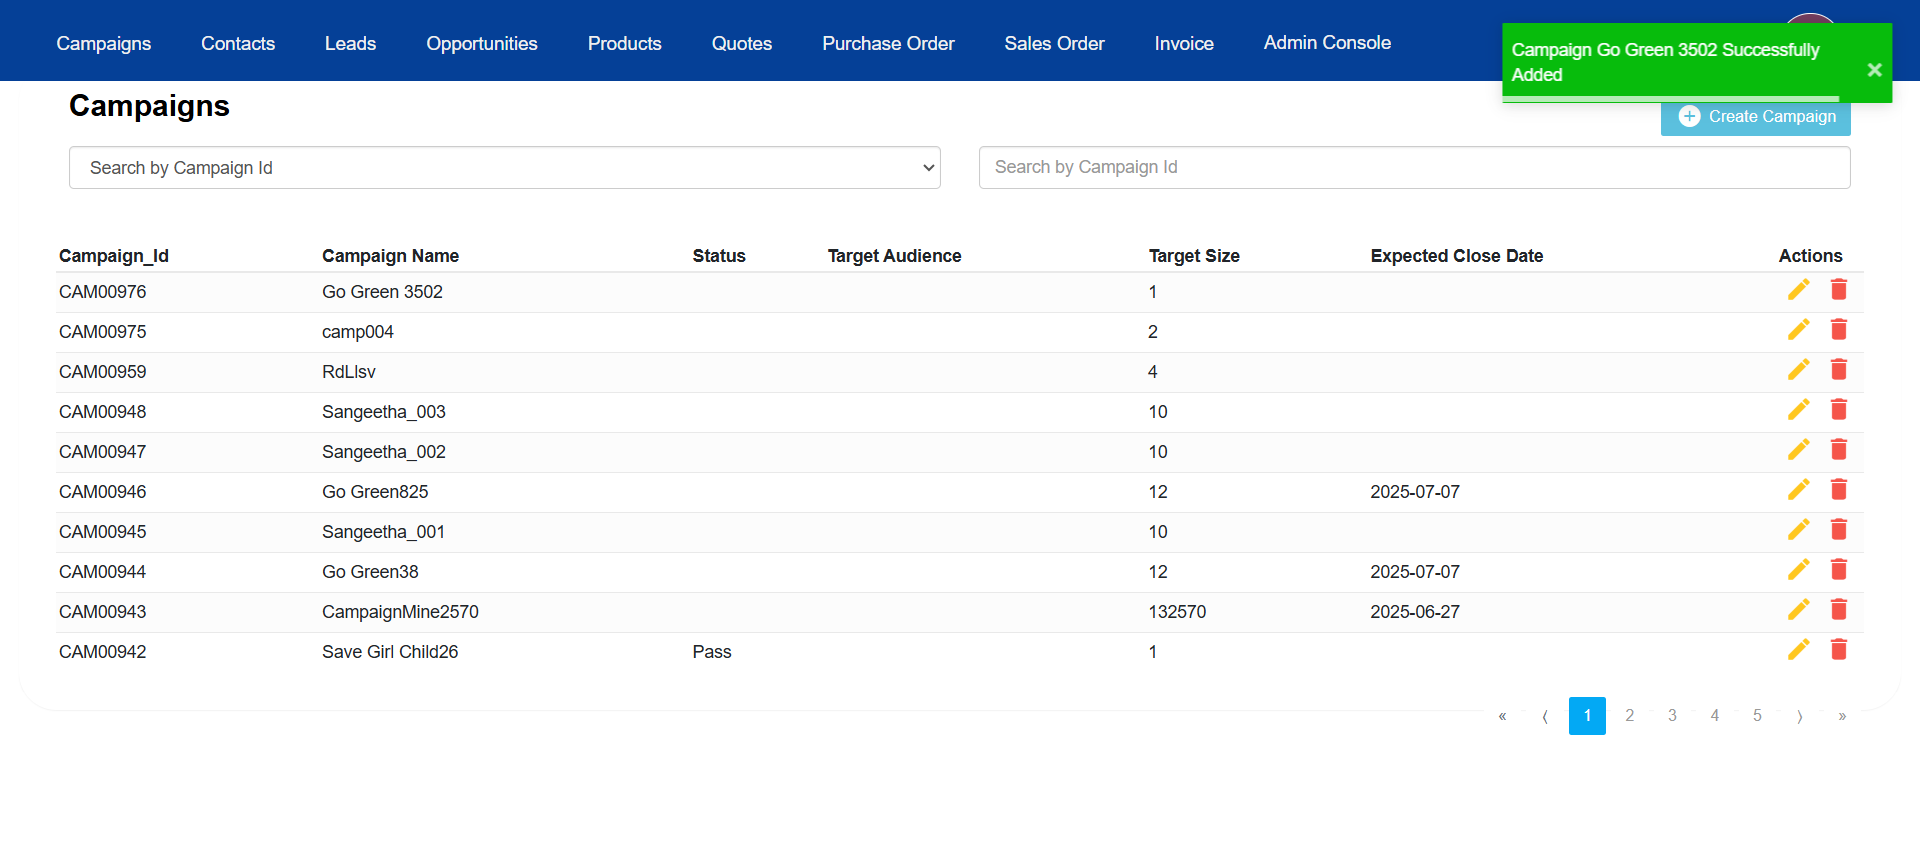 Campaigns Contacts Leads Opportunities Products Quotes Purchase Order Sales Order Invoice Admin Console
Campaign Go Green 3502 Successfully
Added
×
Campaigns
Create Campaign
Search by Campaign Id
Search by Campaign Id
Campaign_Id Campaign Name Status Target Audience Target Size Expected Close Date Actions
CAM00976 Go Green 3502 1
CAM00975 camp004 2
CAM00959 RdLlsv 4
CAM00948 Sangeetha_003 10
CAM00947 Sangeetha_002 10
CAM00946 Go Green825 12 2025-07-07
CAM00945 Sangeetha_001 10
CAM00944 Go Green38 12 2025-07-07
CAM00943 CampaignMine2570 132570 2025-06-27
CAM00942 Save Girl Child26 Pass 1
« ⟨ 1 2 3 4 5 ⟩ »